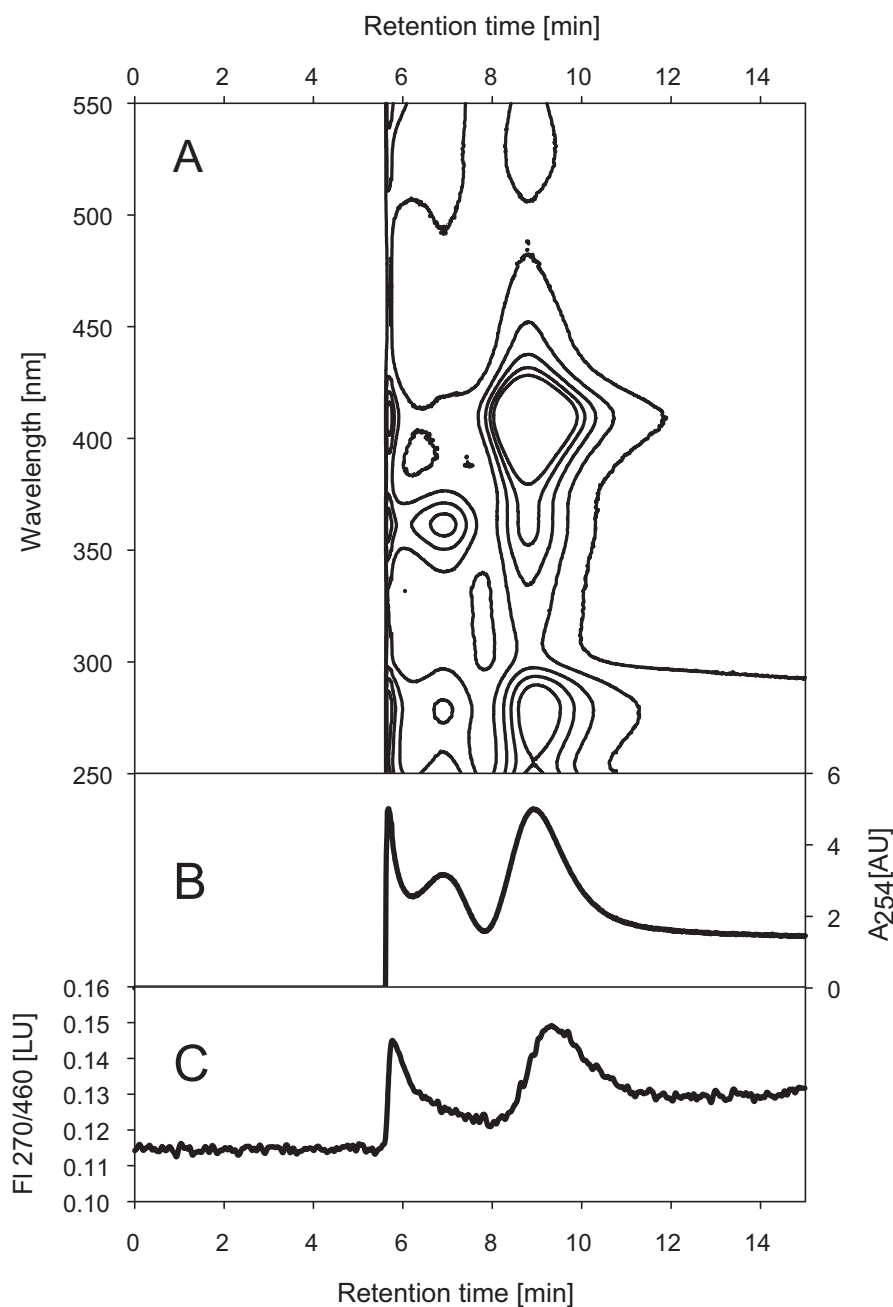 Retention time [min]
0 2 4 6 8 10 12 14
550
A
500
450
Wavelength [nm]
400
350
300
250
6
B
4
A254[AU]
2
0
0.16
0.15
C
0.14
Fl 270/460 [LU]
0.13
0.12
0.11
0.10
0 2 4 6 8 10 12 14
Retention time [min]